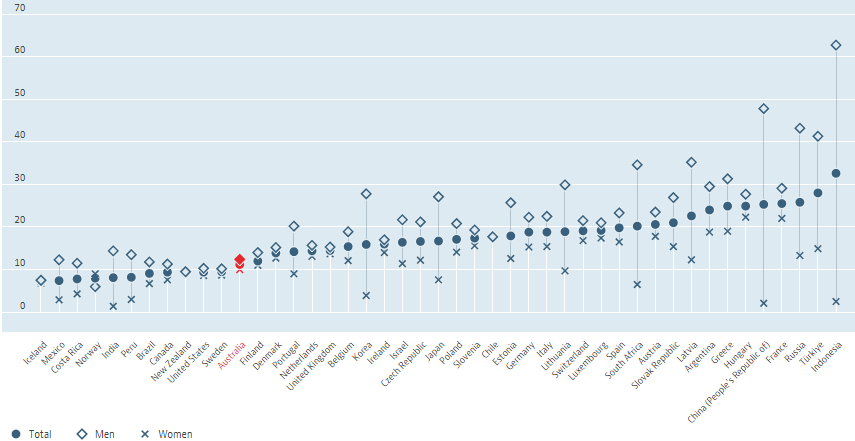 70
60
50
40
30
20
10
0
Iceland
Mexico
Costa Rica
Norway
India
Peru
Brazil
Canada
New Zealand
United States
Sweden
Australia
Finland
Denmark
Portugal
Netherlands
United Kingdom
Belgium
Korea
Ireland
Israel
Czech Republic
Japan
Poland
Slovenia
Chile
Estonia
Germany
Italy
Lithuania
Switzerland
Luxembourg
Spain
South Africa
Austria
Slovak Republic
Latvia
Argentina
Greece
Hungary
China (People's Republic of)
France
Russia
Türkiye
Indonesia
Total Men Women